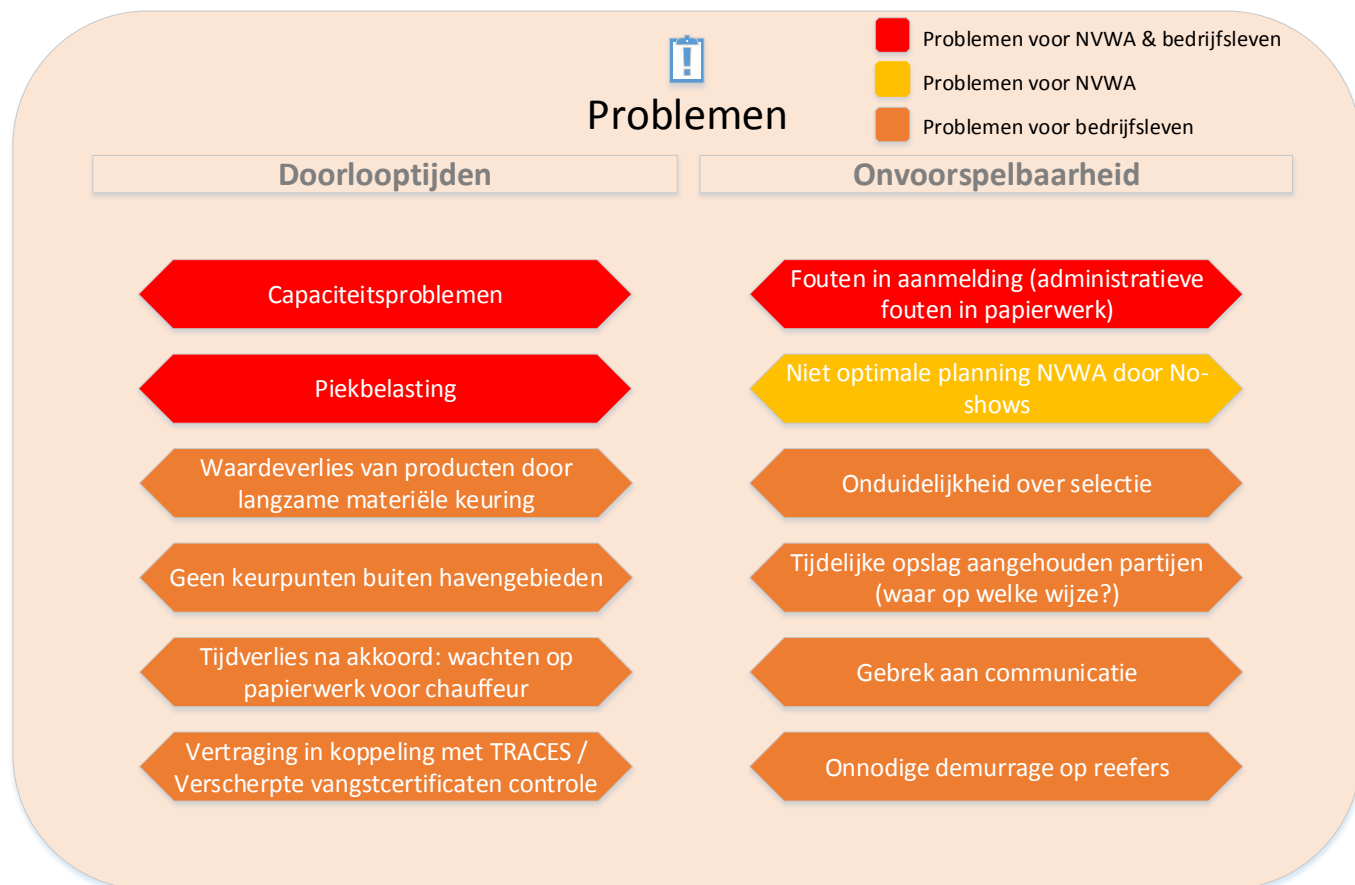 Problemen
Problemen voor NVWA & bedrijfsleven
Problemen voor NVWA
Problemen voor bedrijfsleven
Doorlooptijden
Capaciteitsproblemen
Piekbelasting
Waardeverlies van producten door
langzame materiële keuring
Geen keurpunten buiten havengebieden
Tijdverlies na akkoord: wachten op
papierwerk voor chauffeur
Vertraging in koppeling met TRACES /
Verscherpte vangstcertificaten controle
Onvoorspelbaarheid
Fouten in aanmelding (administratieve
fouten in papierwerk)
Niet optimale planning NVWA door No-
shows
Onduidelijkheid over selectie
Tijdelijke opslag aangehouden partijen
(waar op welke wijze?)
Gebrek aan communicatie
Onnodige demurrage op reefers